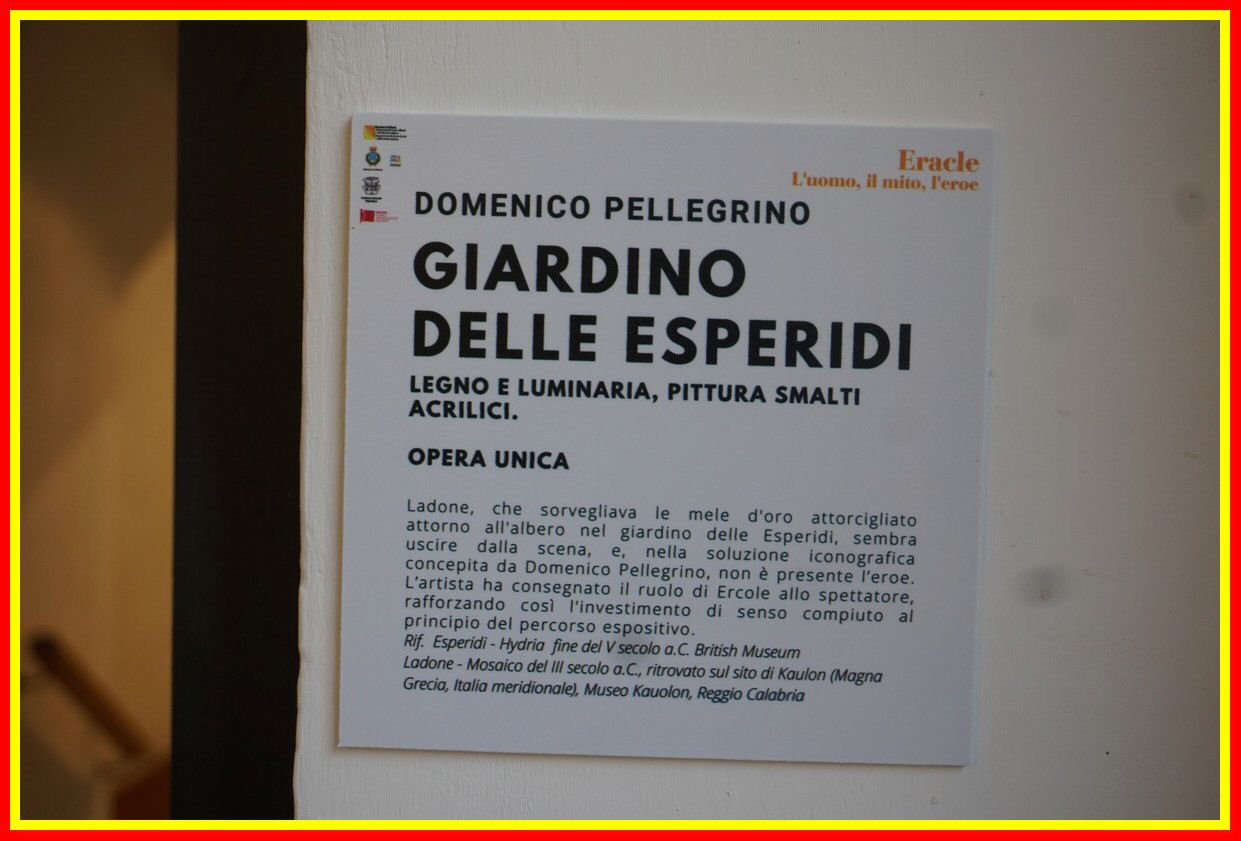 Eracle
L'uomo, il mito, l'eroe
DOMENICO PELLEGRINO
GIARDINO
DELLE ESPERIDI
LEGNO E LUMINARIA, PITTURA SMALTI
ACRILICI.
OPERA UNICA
Ladone, che sorvegliava le mele d'oro attorcigliato
attorno all'albero nel giardino delle Esperidi, sembra
uscire dalla scena, e, nella soluzione iconografica
concepita da Domenico Pellegrino, non è presente l'eroe.
L'artista ha consegnato il ruolo di Ercole allo spettatore,
rafforzando così l'investimento di senso compiuto al
principio del percorso espositivo.
Rif. Esperidi - Hydria fine del V secolo a.C. British Museum
Ladone - Mosaico del III secolo a.C., ritrovato sul sito di Kaulon (Magna
Grecia, Italia meridionale), Museo Kauolon, Reggio Calabria